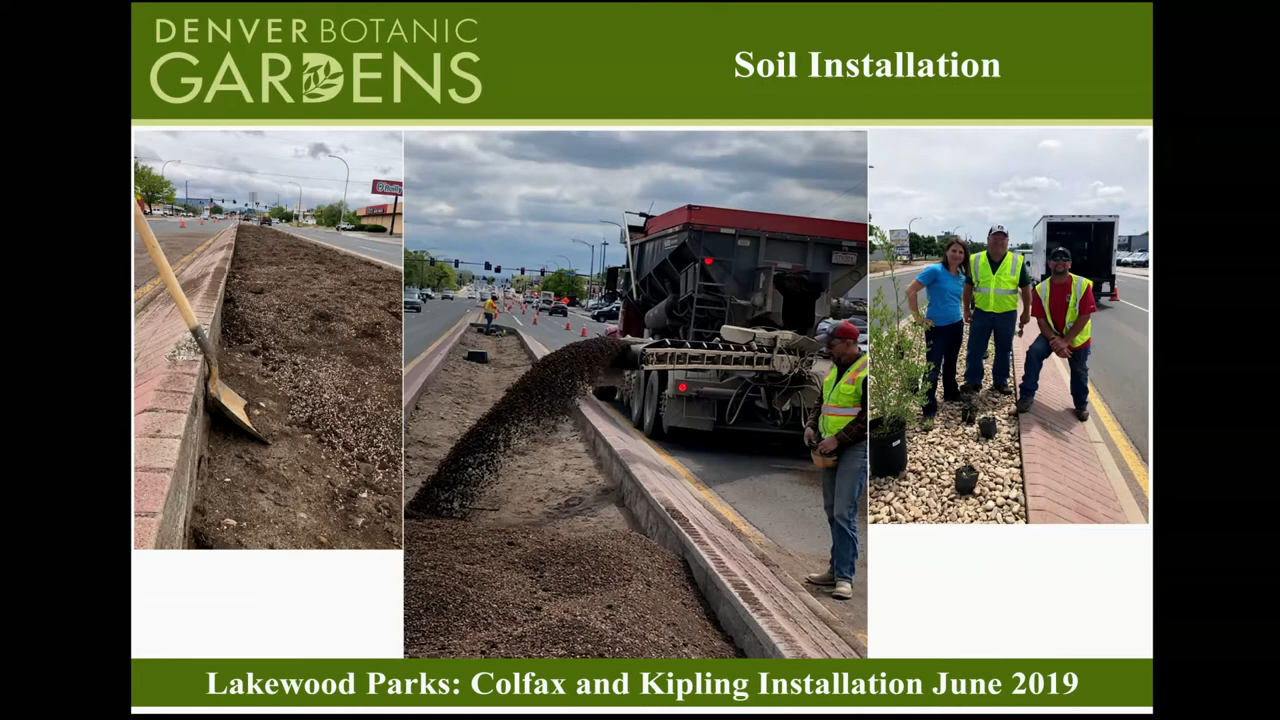 DENVER BOTANIC
GARDENS
Soil Installation
O'Reilly
Lakewood Parks: Colfax and Kipling Installation June 2019